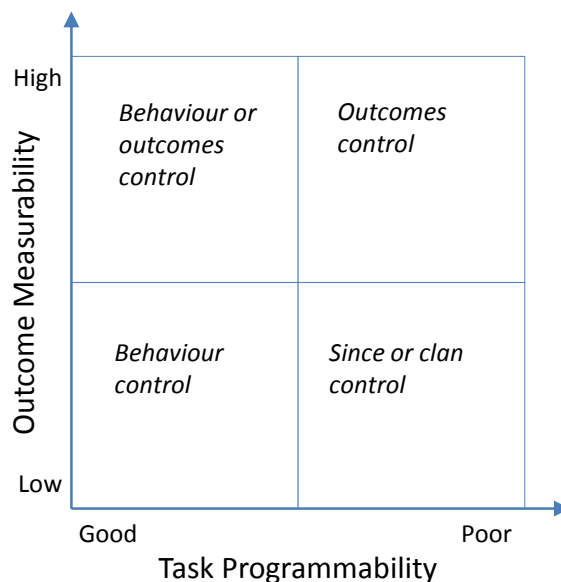 High
Behaviour or
outcomes
control
Outcomes
control
Outcome Measurability
Behaviour
control
Since or clan
control
Low
Good
Poor
Task Programmability